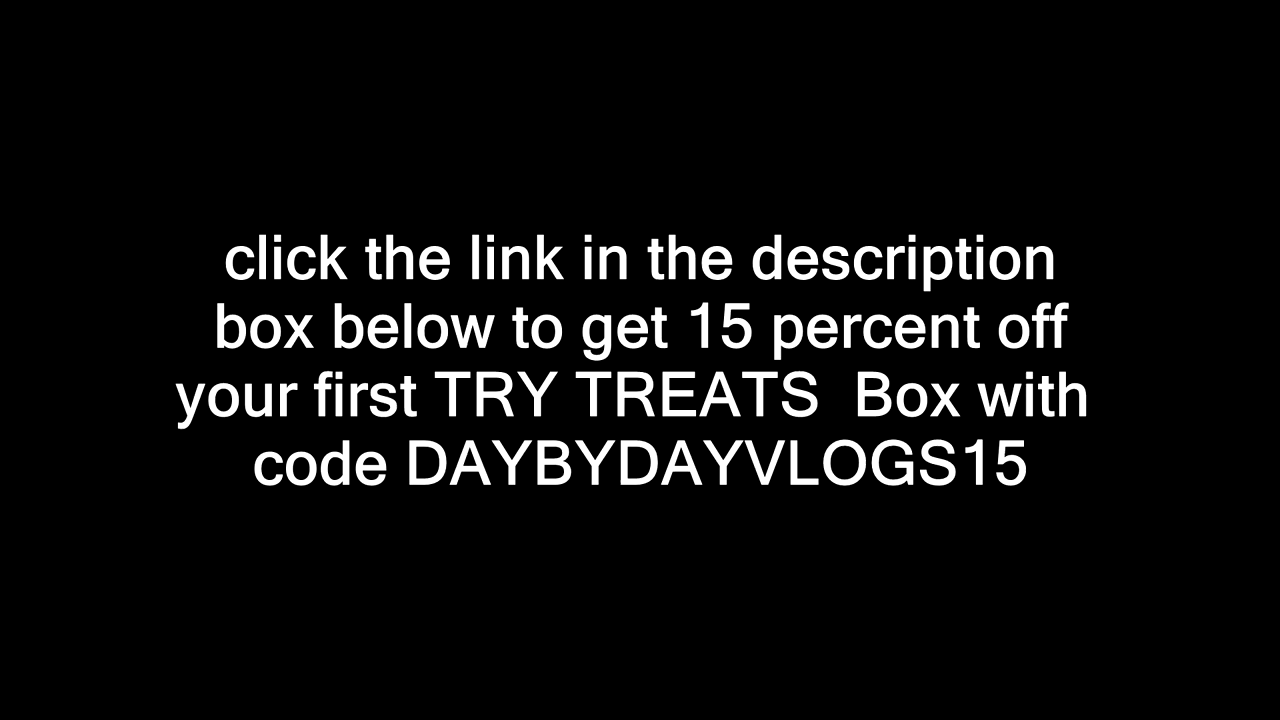 click the link in the description
box below to get 15 percent off
your first TRY TREATS  Box with
code DAYBYDAYVLOGS15